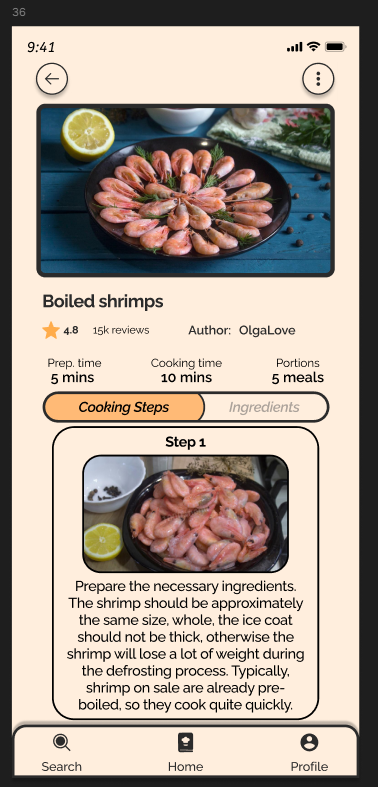 36
9:41
Boiled shrimps
4.8 15k reviews Author: OlgaLove
Prep. time Cooking time Portions
5 mins 10 mins 5 meals
Cooking Steps Ingredients
Step 1
Prepare the necessary ingredients.
The shrimp should be approximately
the same size, whole, the ice coat
should not be thick, otherwise the
shrimp will lose a lot of weight during
the defrosting process. Typically,
shrimp on sale are already pre-
boiled, so they cook quite quickly.
Search Home Profile